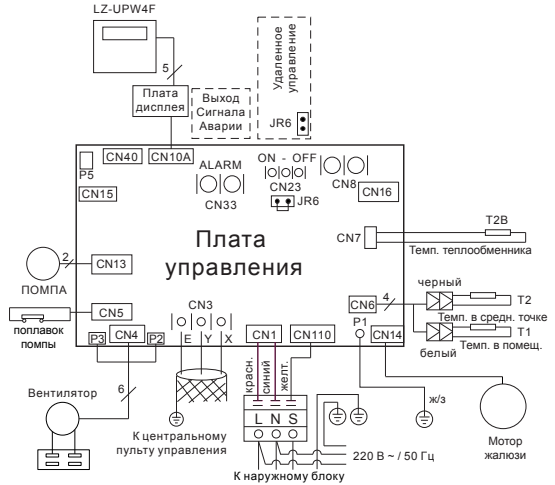 LZ-UPW4F
5
Плата
дисплея
Выход
Сигнала
Аварии
Удаленное
управление
JR6
P5
CN40
CN10A
ALARM
CN33
ON - OFF
CN23
JR6
CN8
CN16
CN15
Плата
управления
CN7
T2B
Темп. теплообменника
2
CN13
ПОМПА
CN5
поплавок
помпы
CN6
4
черный
T2
Темп. в средн. точке
T1
Темп. в помещ.
белый
P3
CN4
P2
CN3
E
Y
X
CN1
CN110
P1
CN14
6
Вентилятор
К центральному
пульту управления
красн.
синий
желт.
L N S
ж/з
Мотор
жалюзи
220 В ~ / 50 Гц
К наружному блоку